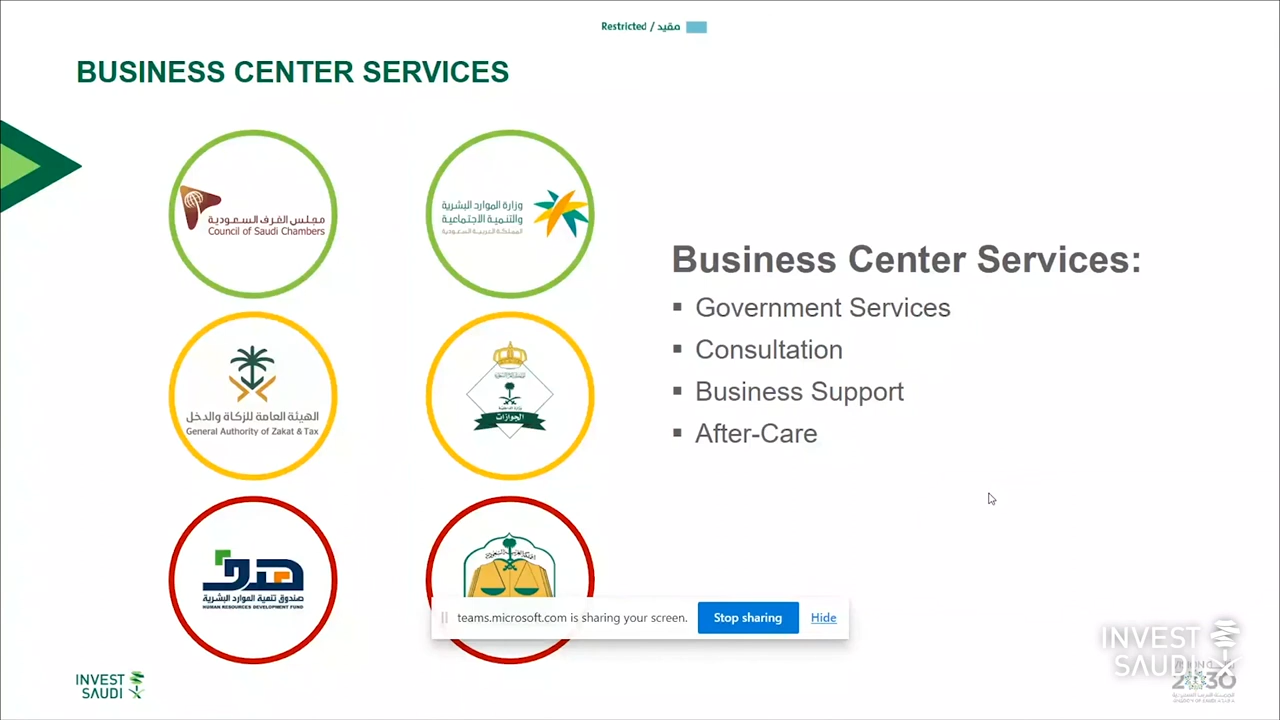 Restricted / مقيد
BUSINESS CENTER SERVICES
مجلس الغرف السعودية
Council of Saudi Chambers
وزارة الموارد البشرية
والتنمية الاجتماعية
المملكة العربية السعودية
الهيئة العامة للزكاة والدخل
General Authority of Zakat & Tax
الجوازات
هدف
صندوق تنمية الموارد البشرية
HUMAN RESOURCES DEVELOPMENT FUND
Business Center Services:
▪ Government Services
▪ Consultation
▪ Business Support
▪ After-Care
teams.microsoft.com is sharing your screen.
Stop sharing
Hide
INVEST
SAUDI
INVEST
SAUDI
2030